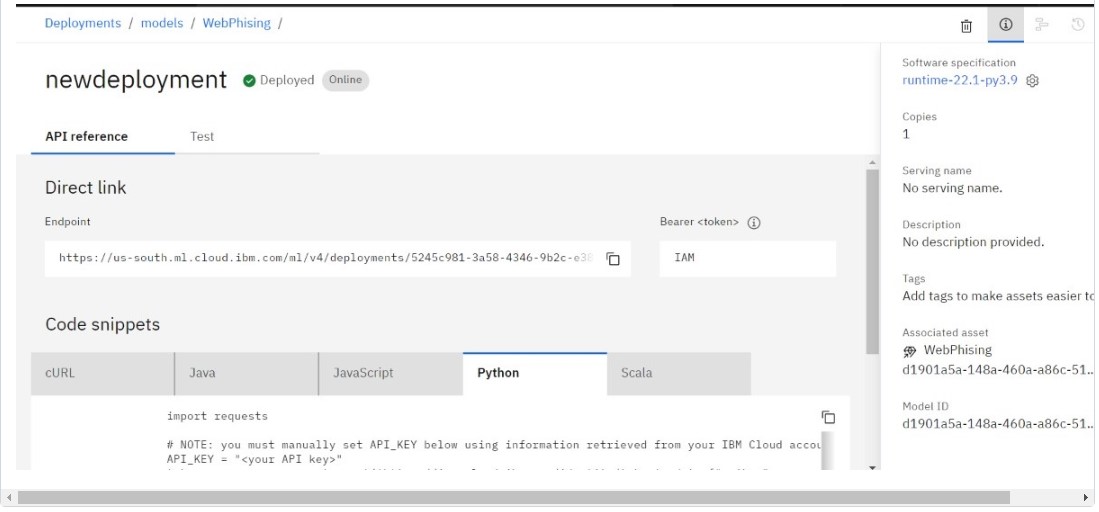 Deployments / models / WebPhising /
newdeployment Deployed Online
API reference Test
Direct link
Endpoint
Bearer <token>
https://us-south.ml.cloud.ibm.com/ml/v4/deployments/5245c981-3a58-4346-9b2c-e38
IAM
Code snippets
cURL Java JavaScript Python Scala
import requests
# NOTE: you must manually set API_KEY below using information retrieved from your IBM Cloud accou
API_KEY = "<your API key>"
Software specification
runtime-22.1-py3.9
Copies
1
Serving name
No serving name.
Description
No description provided.
Tags
Add tags to make assets easier to
Associated asset
WebPhising
d1901a5a-148a-460a-a86c-51...
Model ID
d1901a5a-148a-460a-a86c-51...